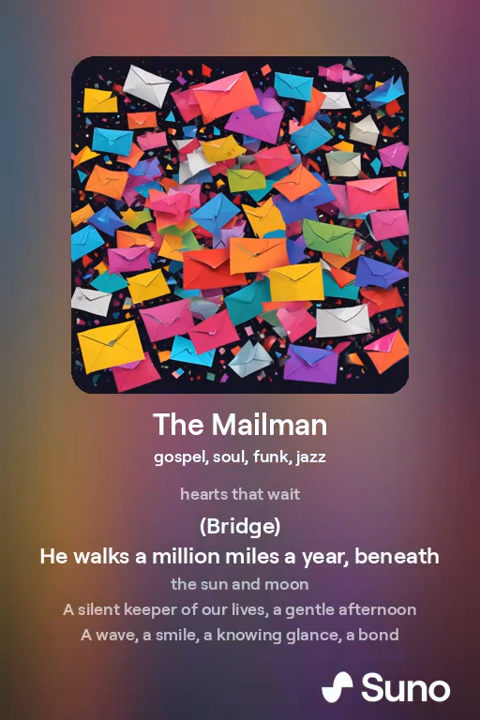 The Mailman
gospel, soul, funk, jazz
hearts that wait
(Bridge)
He walks a million miles a year, beneath
the sun and moon
A silent keeper of our lives, a gentle afternoon
A wave, a smile, a knowing glance, a bond
Suno